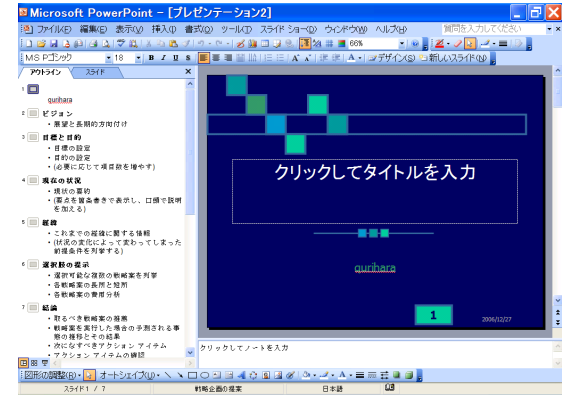 Microsoft PowerPoint - [プレゼンテーション2]
ファイル(F) 編集(E) 表示(V) 挿入(I) 書式(O) ツール(T) スライド ショー(D) ウィンドウ(W) ヘルプ(H) 質問を入力してください
66%
MS Pゴシック 18 B I U S デザイン(S) 新しいスライド(N)
アウトライン スライド
1
qurihara
2 ビジョン
・展望と長期的方向付け
3 目標と目的
・目標の設定
・目的の設定
・(必要に応じて項目数を増やす)
4 現在の状況
・現状の要約
・(要点を箇条書きで表示し、口頭で説明
を加える)
5 経緯
・これまでの経緯に関する情報
・(状況の変化によって変わってしまった
前提条件を列挙する)
6 選択肢の提示
・選択可能な複数の戦略案を列挙
・各戦略案の長所と短所
・各戦略案の費用分析
7 結論
・取るべき戦略案の推薦
・戦略案を実行した場合の予測される事
態の推移とその結果
・次になすべきアクション アイテム
・アクション アイテムの確認
クリックしてタイトルを入力
qurihara
1
2006/12/27
クリックしてノートを入力
図形の調整(R) オートシェイプ(U)
スライド 1 / 7 戦略企画の提案 日本語